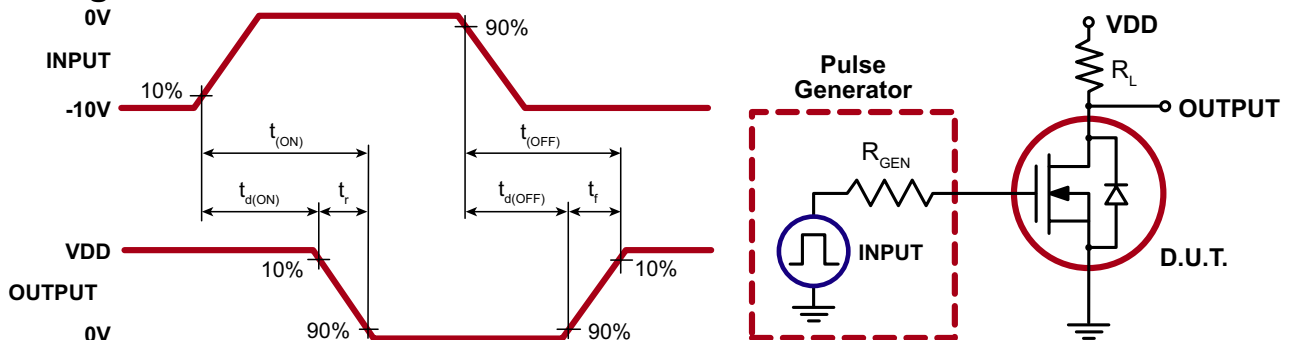 0V
INPUT
-10V
10%
90%
t(ON)
t(OFF)
td(ON)
tr
td(OFF)
tf
VDD
OUTPUT
0V
10%
90%
90%
10%
Pulse
Generator
RGEN
INPUT
VDD
RL
OUTPUT
D.U.T.